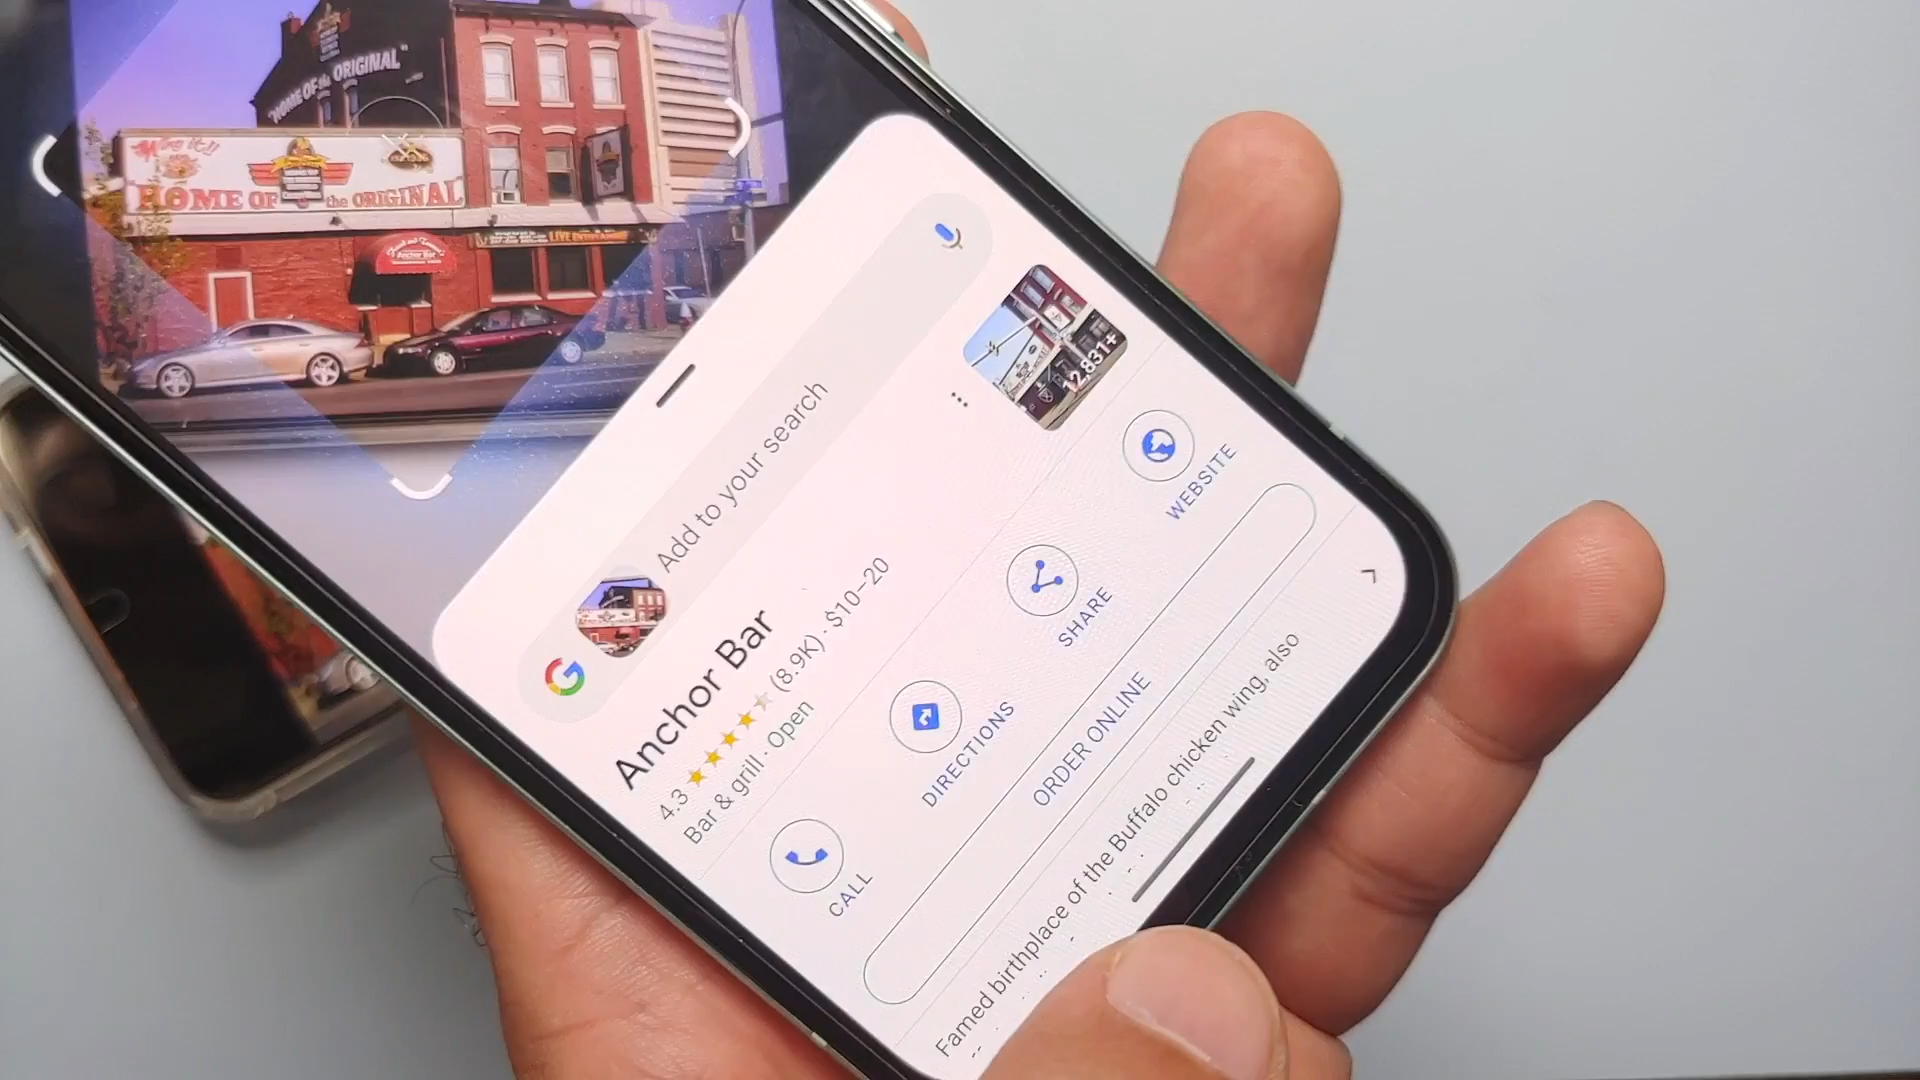 HOME OF the ORIGINAL
Wing it!!
HOME OF the ORIGINAL
LIVE ENTERTAINMENT
Anchor Bar
Add to your search
12,831+
Anchor Bar
4.3 (8.9K) · $10–20
Bar & grill · Open
CALL
DIRECTIONS
SHARE
WEBSITE
ORDER ONLINE
Famed birthplace of the Buffalo chicken wing, also